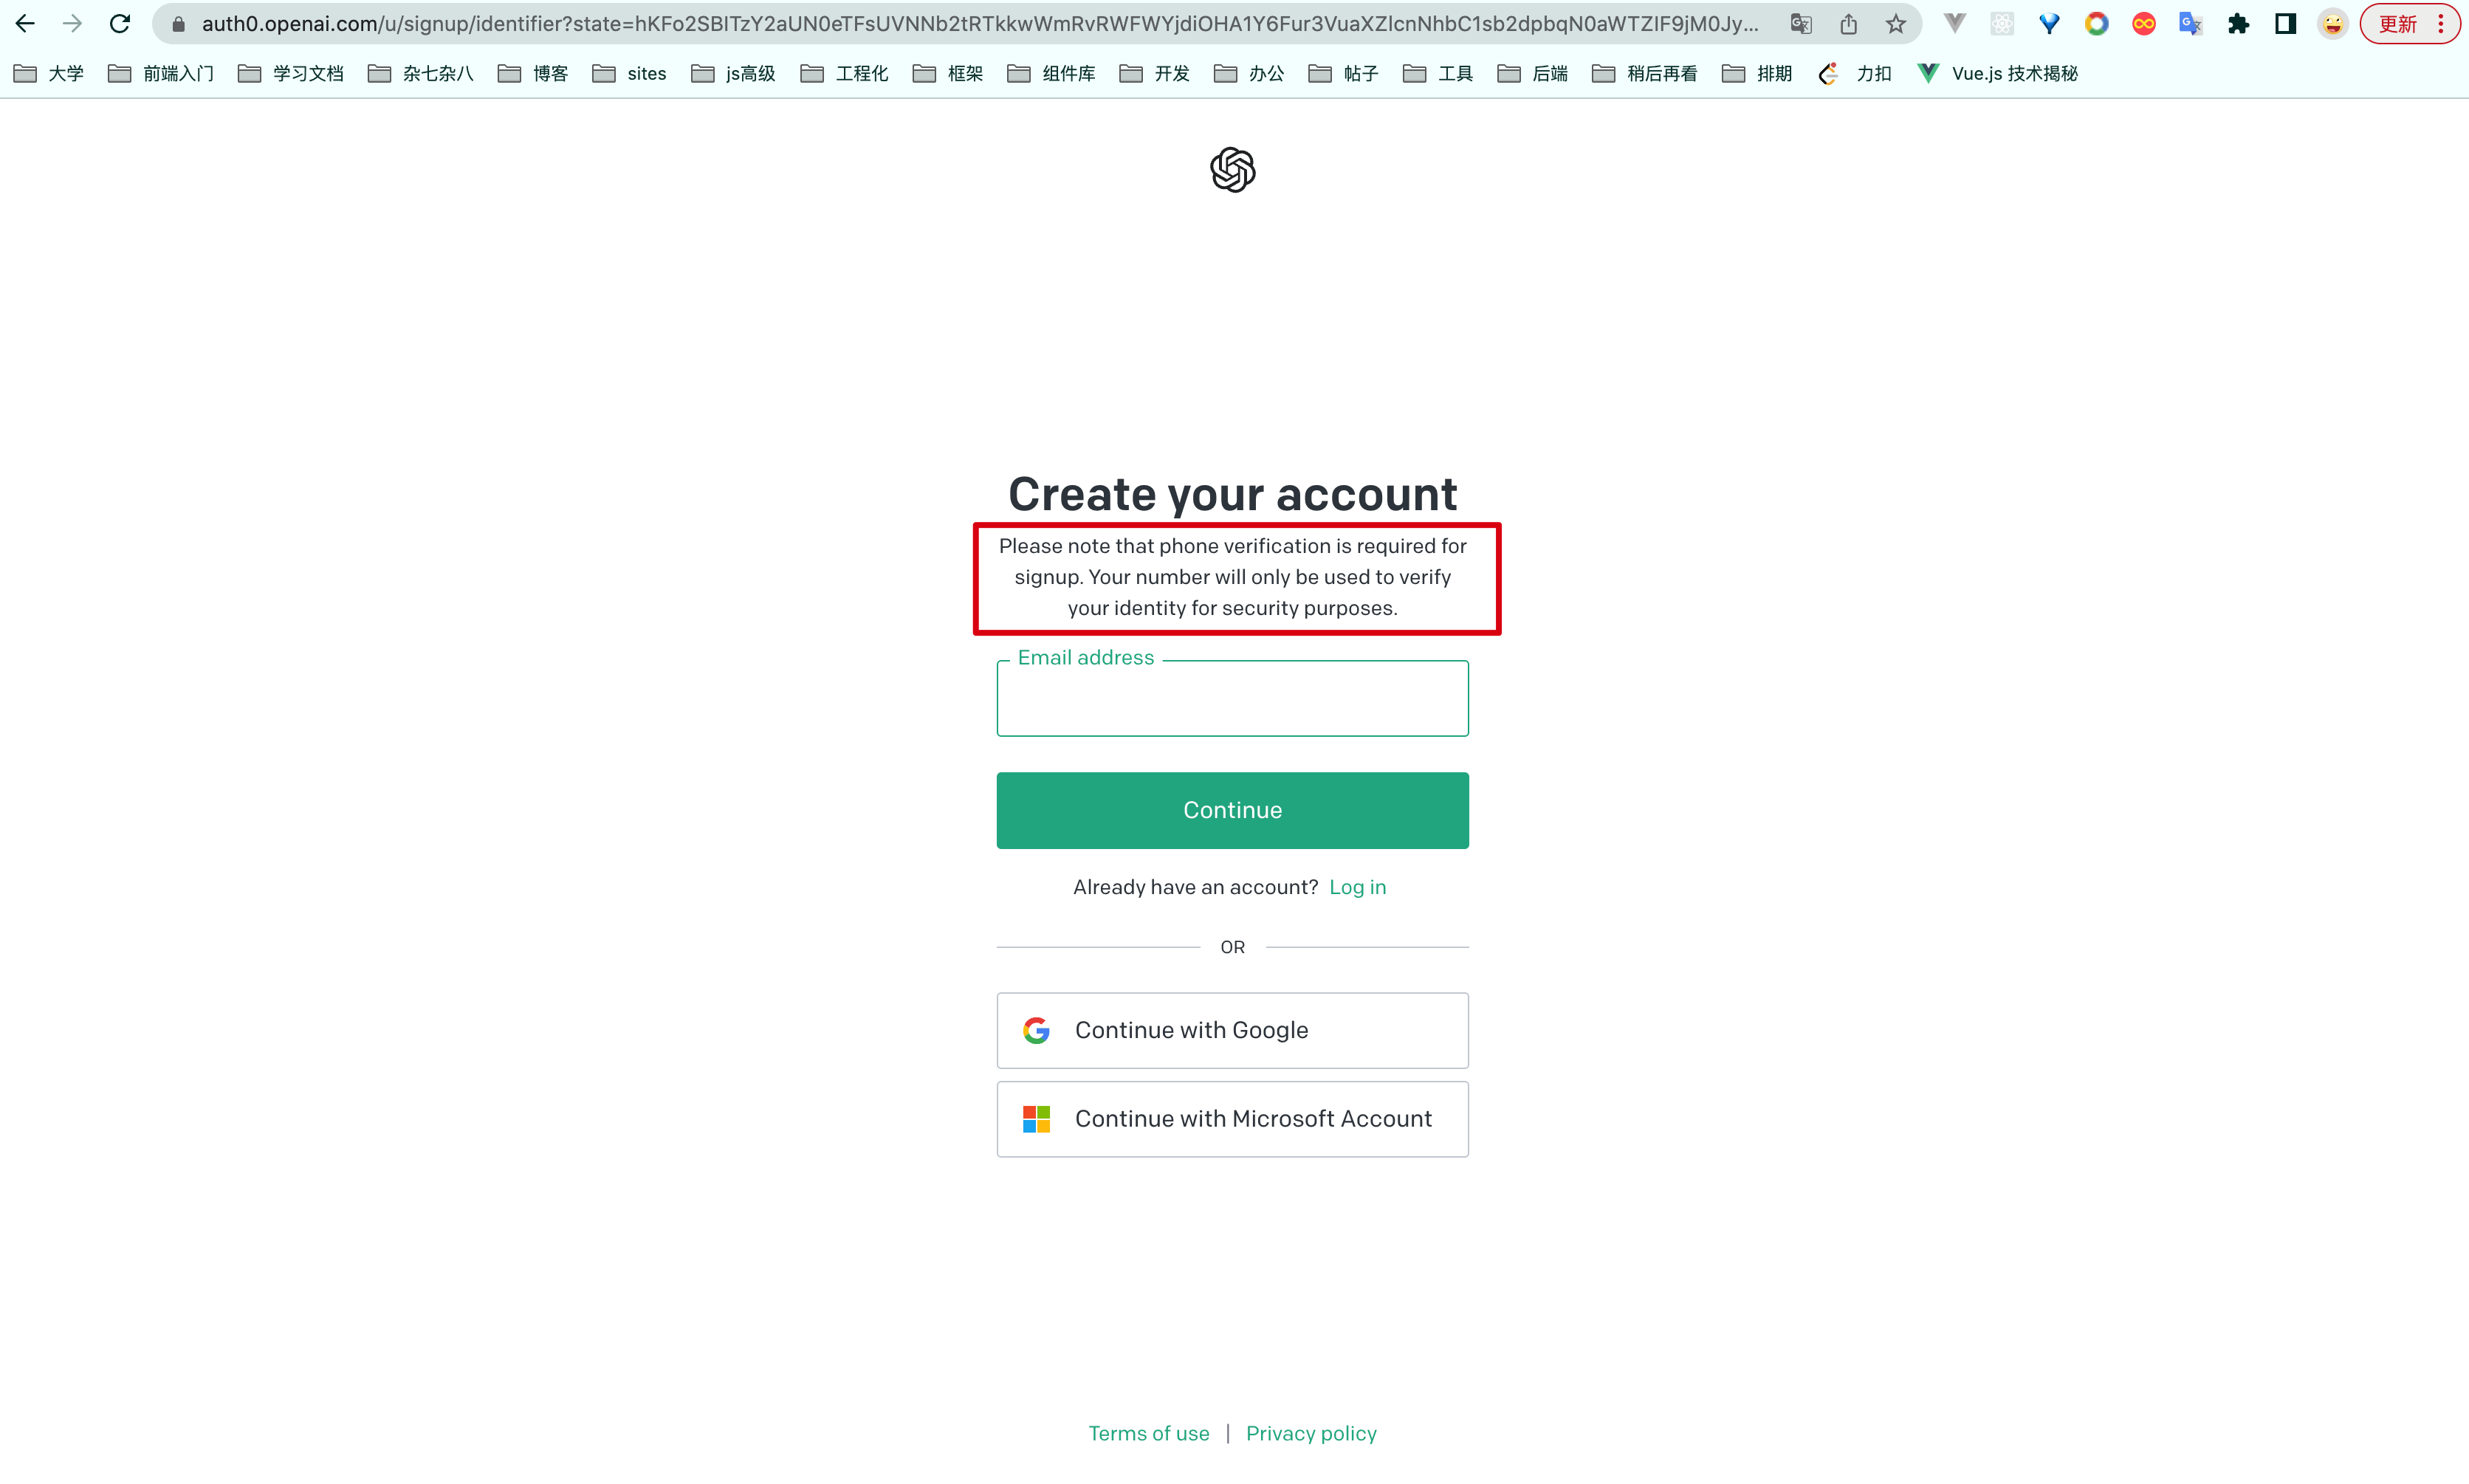 auth0.openai.com/u/signup/identifier?state=hKFo2SBITzY2aUN0eTFsUVNNb2tRTkkwWmRvRWFWYjdiOHA1Y6Fur3VuaXZlcnNhbC1sb2dpbqN0aWTZIF9jM0Jy...
更新
大学 前端入门 学习文档 杂七杂八 博客 sites js高级 工程化 框架 组件库 开发 办公 帖子 工具 后端 稍后再看 排期 力扣 Vue.js 技术揭秘
Create your account
Please note that phone verification is required for
signup. Your number will only be used to verify
your identity for security purposes.
Email address
Continue
Already have an account? Log in
OR
Continue with Google
Continue with Microsoft Account
Terms of use | Privacy policy